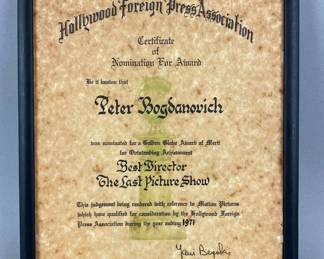 Hollywood Foreign Press Association
Certificate
of
Nomination For Award
Be it known that
Peter Bogdanovich
was nominated for a Golden Globe Award of Merit
for Outstanding Achievement
Best Director
The Last Picture Show
This judgement being rendered with reference to Motion Pictures
which have qualified for consideration by the Hollywood Foreign
Press Association during the year ending 1971